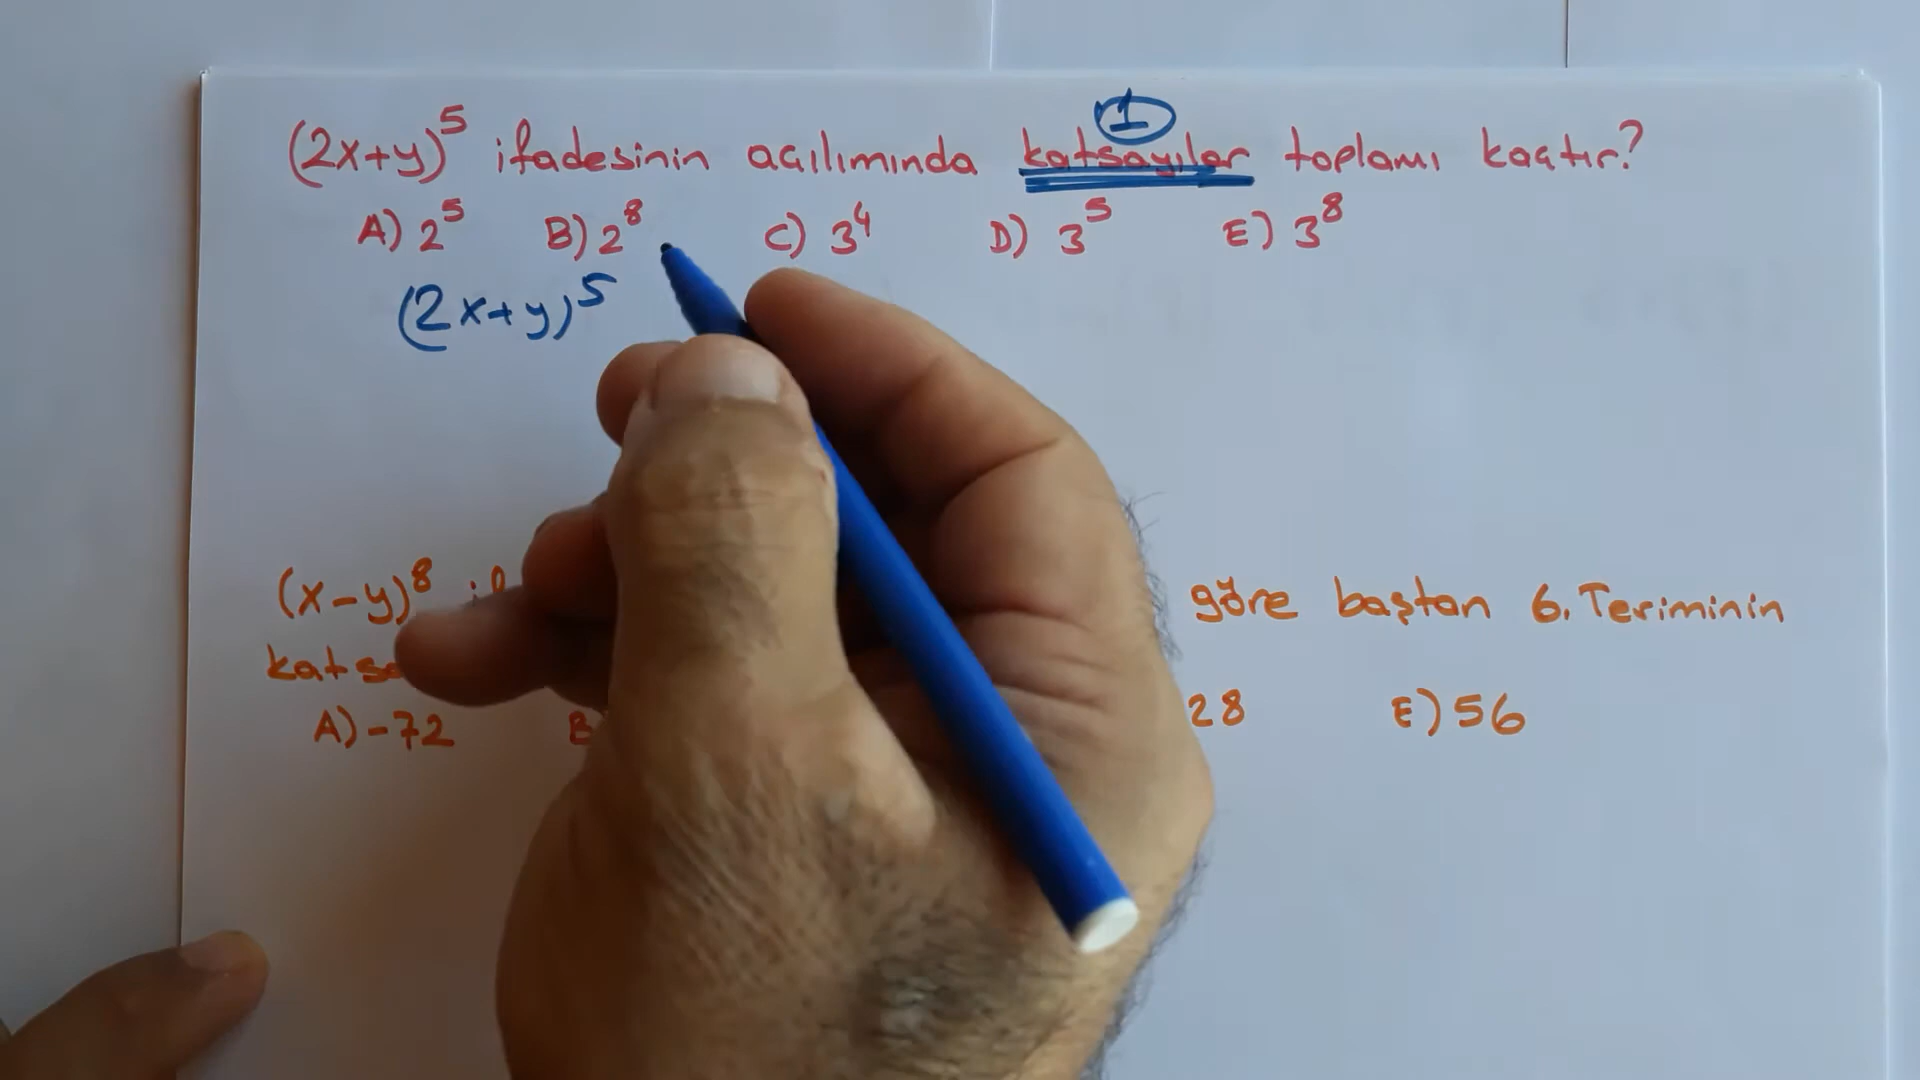 1
(2x+y)^5 ifadesinin açılımında katsayılar toplamı kaçtır?
A) 2^5 B) 2^8 C) 3^4 D) 3^5 E) 3^8
(2x+y)^5
(x-y)^8 göre baştan 6. Teriminin
A) -72 28 E) 56